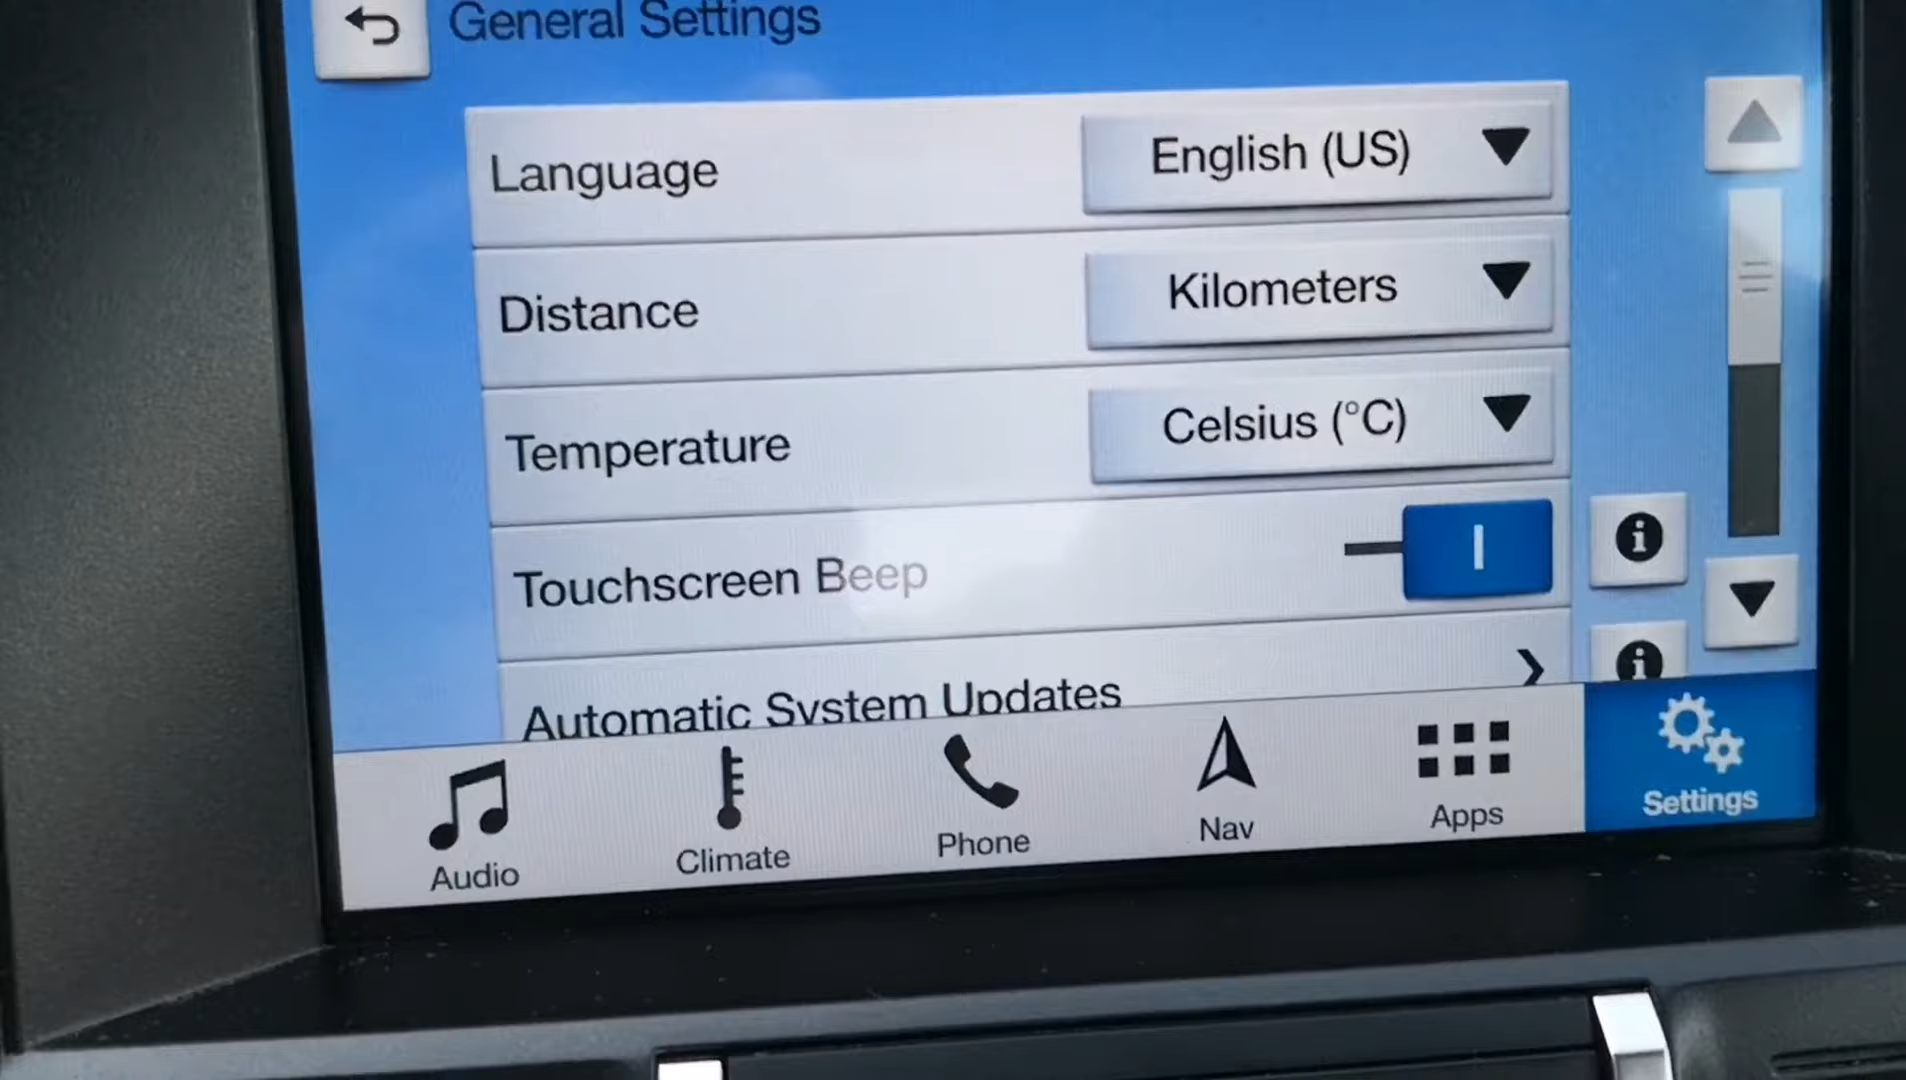 General Settings
Language
English (US)
Distance
Kilometers
Temperature
Celsius (°C)
Touchscreen Beep
Automatic System Updates
Audio
Climate
Phone
Nav
Apps
Settings